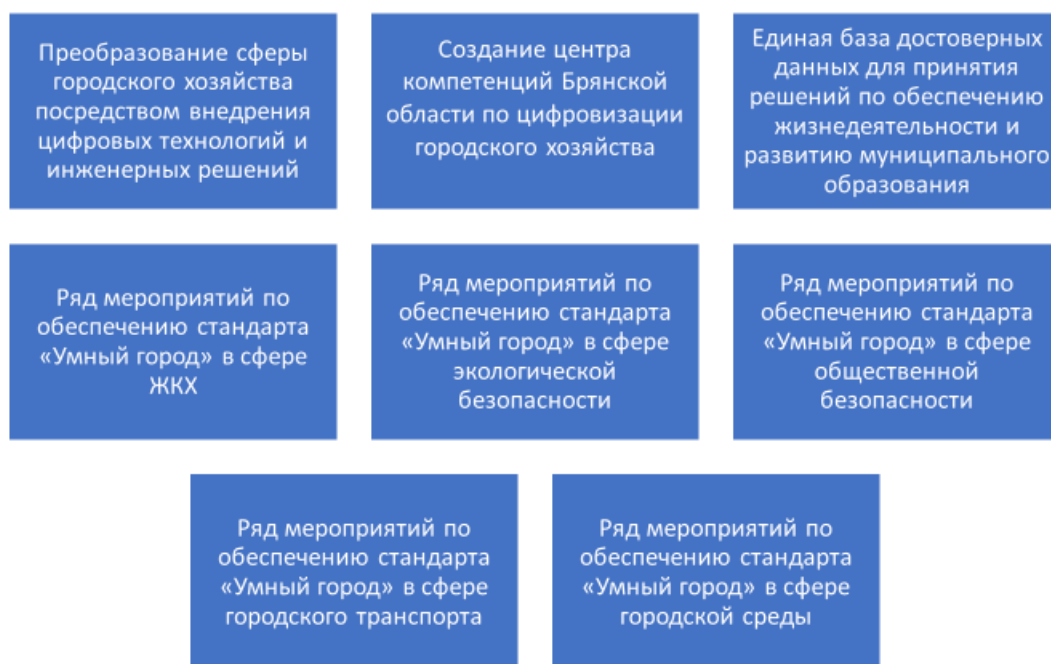 Преобразование сферы
городского хозяйства
посредством внедрения
цифровых технологий и
инженерных решений
Создание центра
компетенций Брянской
области по цифровизации
городского хозяйства
Единая база достоверных
данных для принятия
решений по обеспечению
жизнедеятельности и
развитию муниципального
образования
Ряд мероприятий по
обеспечению стандарта
«Умный город» в сфере
ЖКХ
Ряд мероприятий по
обеспечению стандарта
«Умный город» в сфере
экологической
безопасности
Ряд мероприятий по
обеспечению стандарта
«Умный город» в сфере
общественной
безопасности
Ряд мероприятий по
обеспечению стандарта
«Умный город» в сфере
городского транспорта
Ряд мероприятий по
обеспечению стандарта
«Умный город» в сфере
городской среды